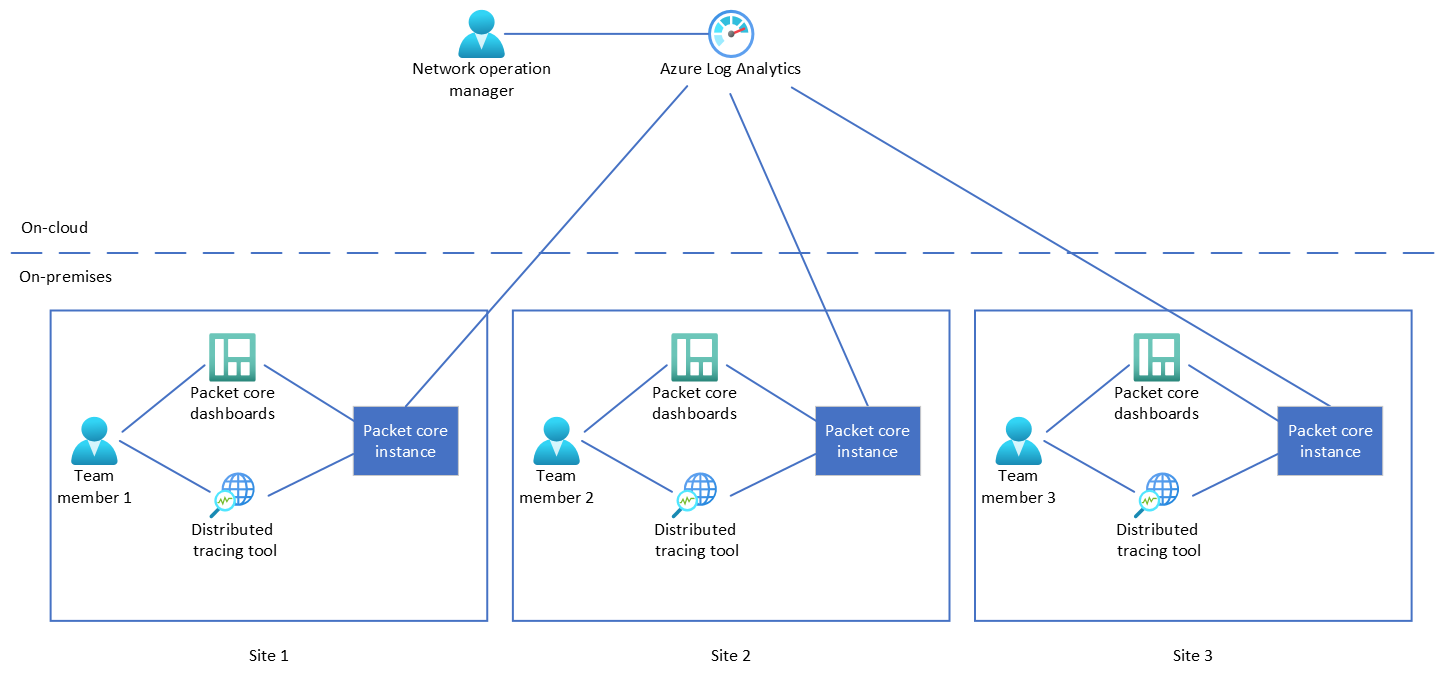 Network operation
manager
Azure Log Analytics
On-cloud
On-premises
Packet core
dashboards
Packet core
instance
Team
member 1
Distributed
tracing tool
Site 1
Packet core
dashboards
Packet core
instance
Team
member 2
Distributed
tracing tool
Site 2
Packet core
dashboards
Packet core
instance
Team
member 3
Distributed
tracing tool
Site 3